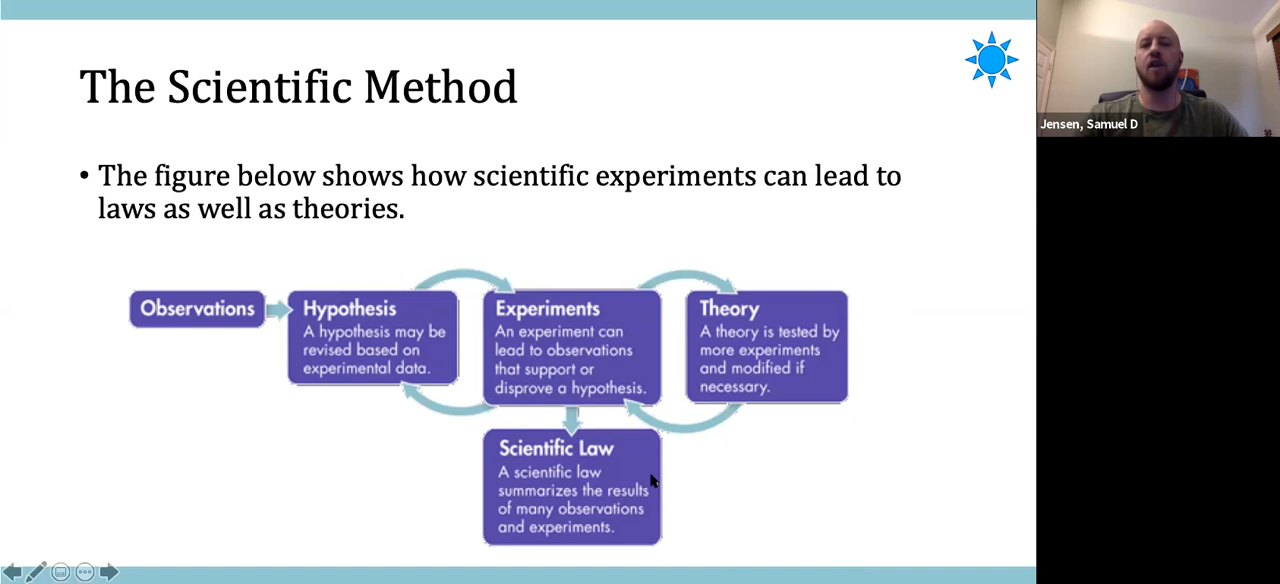 The Scientific Method
• The figure below shows how scientific experiments can lead to
laws as well as theories.
Observations
Hypothesis
A hypothesis may be
revised based on
experimental data.
Experiments
An experiment can
lead to observations
that support or
disprove a hypothesis.
Theory
A theory is tested by
more experiments
and modified if
necessary.
Scientific Law
A scientific law
summarizes the results
of many observations
and experiments.
Jensen, Samuel D